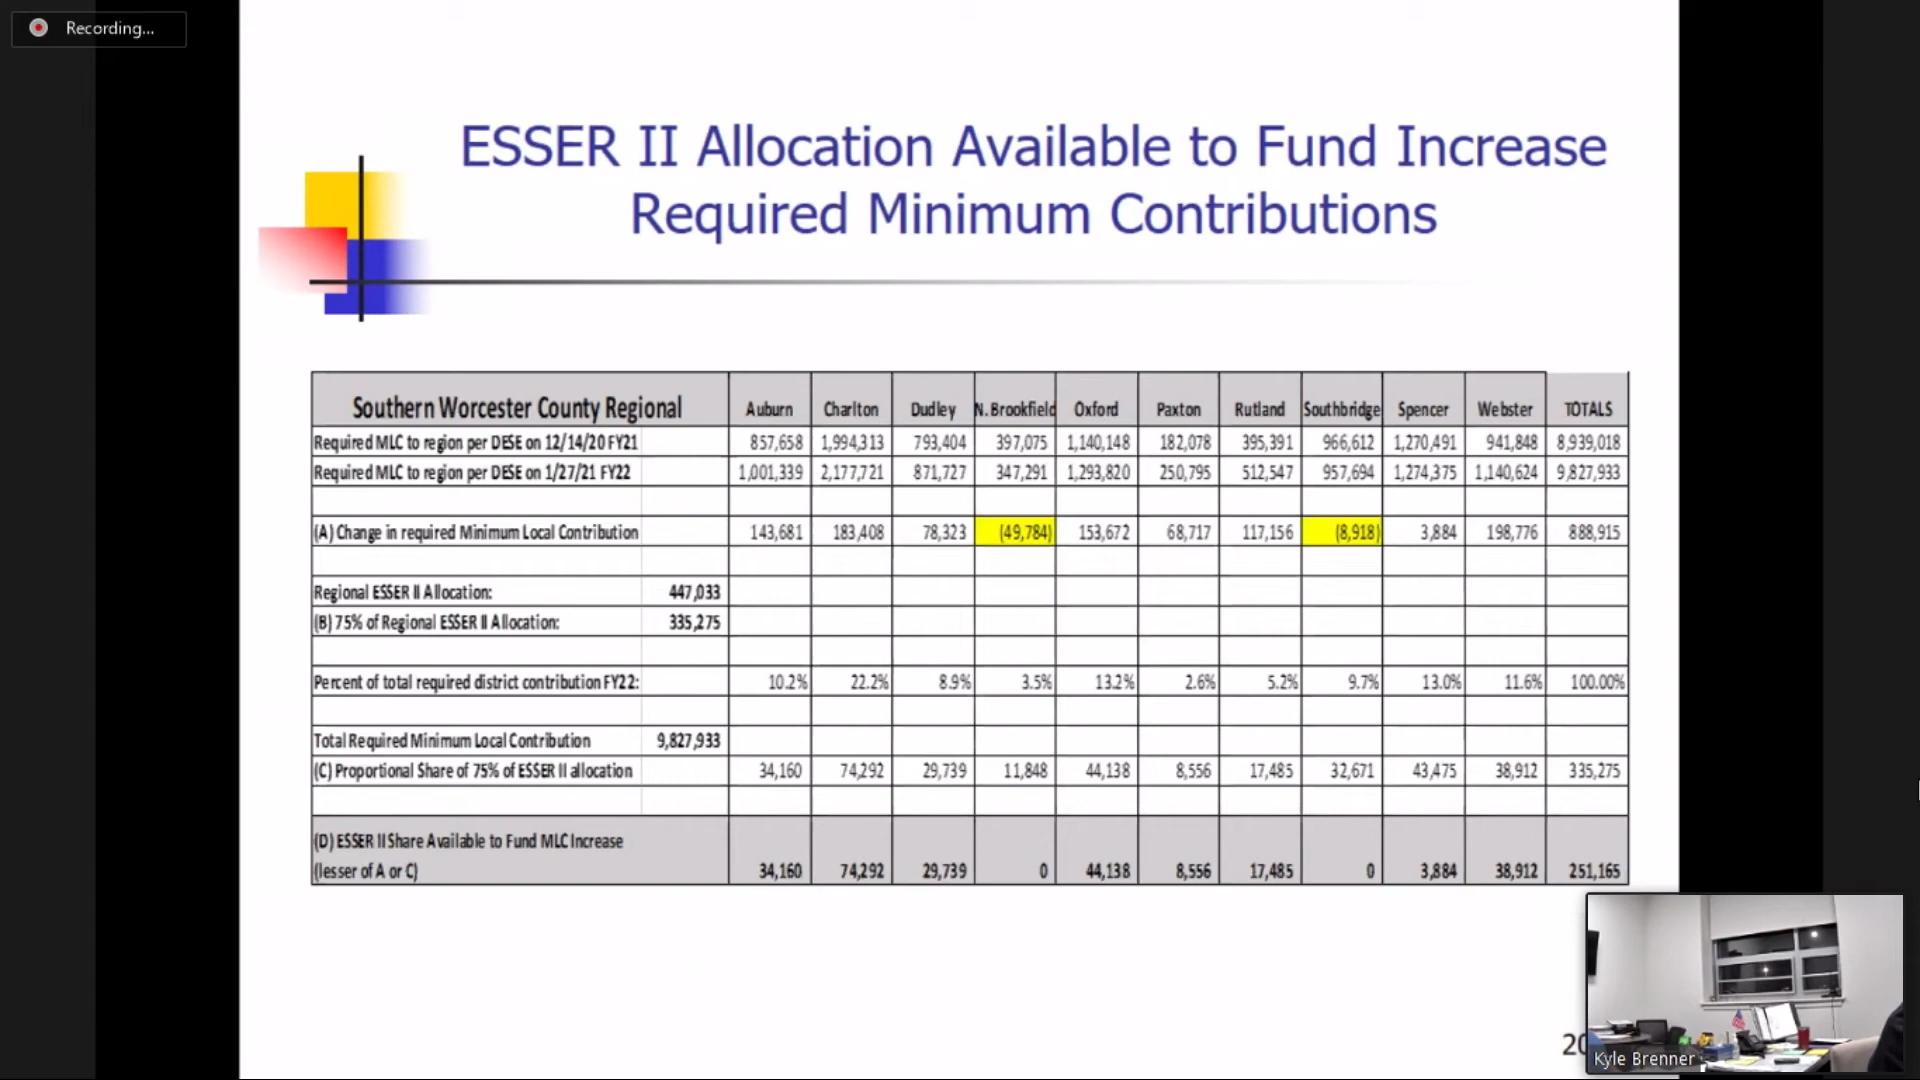 Recording...
ESSER II Allocation Available to Fund Increase
Required Minimum Contributions
Southern Worcester County Regional Auburn Charlton Dudley N. Brookfield Oxford Paxton Rutland Southbridge Spencer Webster TOTALS
Required MLC to region per DESE on 12/14/20 FY21 857,658 1,994,313 793,404 397,075 1,140,148 182,078 395,391 966,612 1,270,491 941,848 8,939,018
Required MLC to region per DESE on 1/27/21 FY22 1,001,339 2,177,721 871,727 347,291 1,293,820 250,795 512,547 957,694 1,274,375 1,140,624 9,827,933
(A) Change in required Minimum Local Contribution 143,681 183,408 78,323 (49,784) 153,672 68,717 117,156 (8,918) 3,884 198,776 888,915
Regional ESSER II Allocation: 447,033
(B) 75% of Regional ESSER II Allocation: 335,275
Percent of total required district contribution FY22: 10.2% 22.2% 8.9% 3.5% 13.2% 2.6% 5.2% 9.7% 13.0% 11.6% 100.00%
Total Required Minimum Local Contribution 9,827,933
(C) Proportional Share of 75% of ESSER II allocation 34,160 74,292 29,739 11,848 44,138 8,556 17,485 32,671 43,475 38,912 335,275
(D) ESSER II Share Available to Fund MLC Increase
(lesser of A or C) 34,160 74,292 29,739 0 44,138 8,556 17,485 0 3,884 38,912 251,165
Kyle Brenner